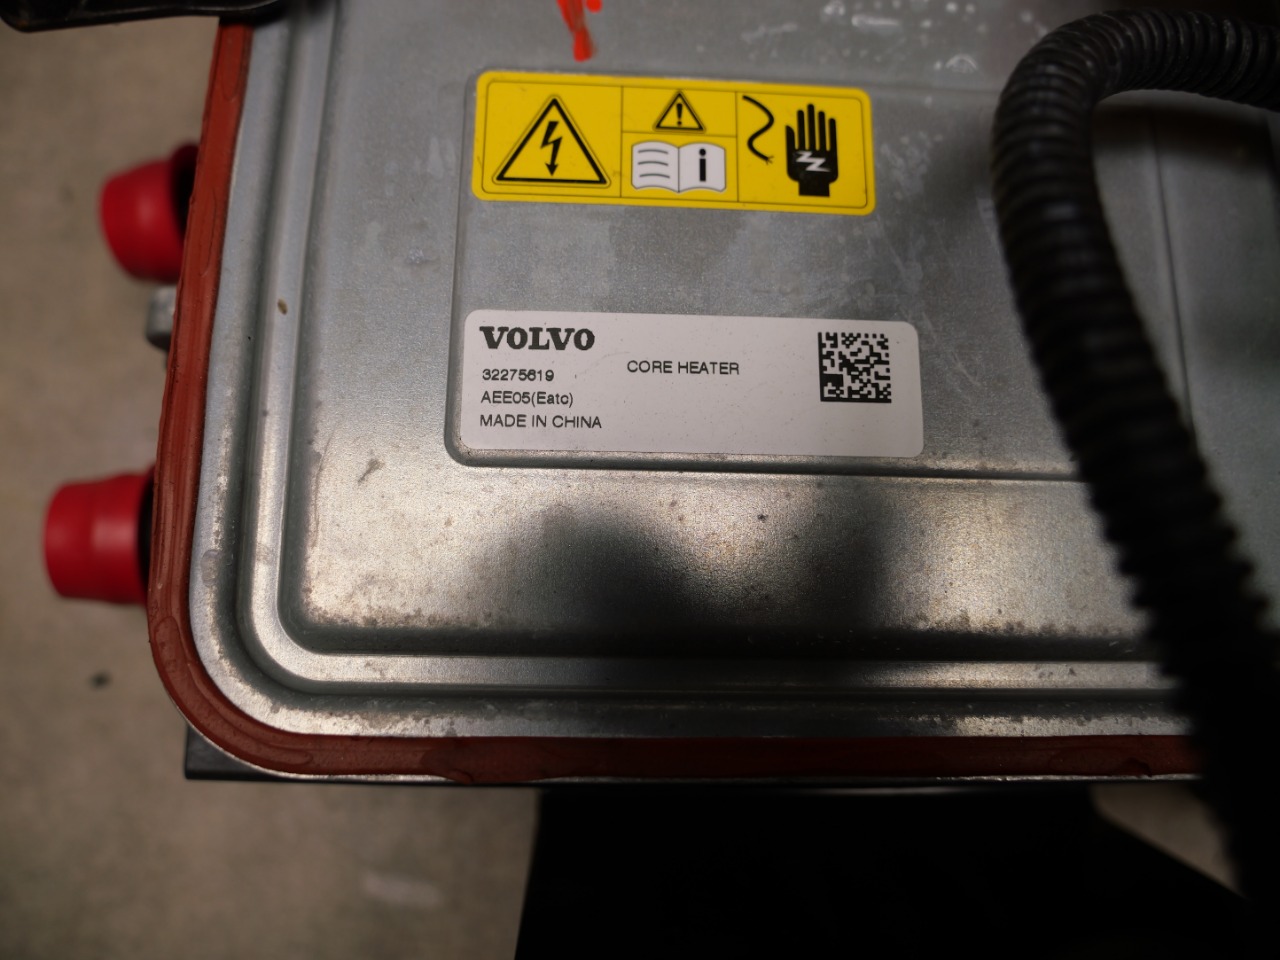 VOLVO
32275619
CORE HEATER
AEE05(Eatc)
MADE IN CHINA